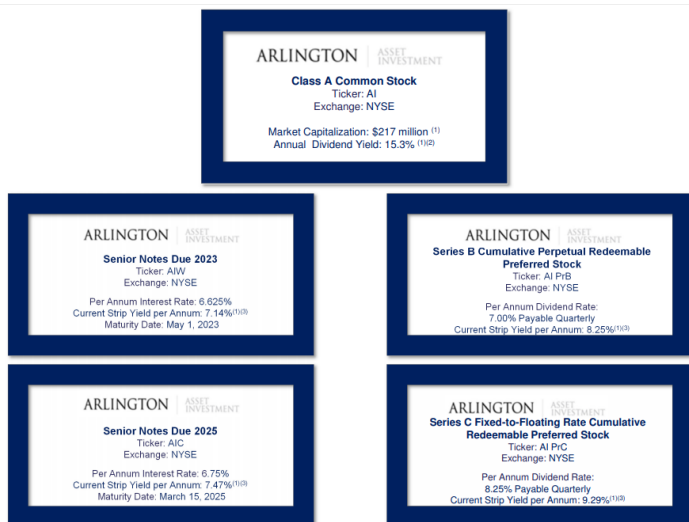 ARLINGTON ASSET INVESTMENT
Class A Common Stock
Ticker: AI
Exchange: NYSE
Market Capitalization: $217 million (1)
Annual Dividend Yield: 15.3% (1)(2)
ARLINGTON ASSET INVESTMENT
Senior Notes Due 2023
Ticker: AIW
Exchange: NYSE
Per Annum Interest Rate: 6.625%
Current Strip Yield per Annum: 7.14%(1)(3)
Maturity Date: May 1, 2023
ARLINGTON ASSET INVESTMENT
Series B Cumulative Perpetual Redeemable
Preferred Stock
Ticker: AI PrB
Exchange: NYSE
Per Annum Dividend Rate:
7.00% Payable Quarterly
Current Strip Yield per Annum: 8.25%(1)(3)
ARLINGTON ASSET INVESTMENT
Senior Notes Due 2025
Ticker: AIC
Exchange: NYSE
Per Annum Interest Rate: 6.75%
Current Strip Yield per Annum: 7.47%(1)(3)
Maturity Date: March 15, 2025
ARLINGTON ASSET INVESTMENT
Series C Fixed-to-Floating Rate Cumulative
Redeemable Preferred Stock
Ticker: AI PrC
Exchange: NYSE
Per Annum Dividend Rate:
8.25% Payable Quarterly
Current Strip Yield per Annum: 9.29%(1)(3)